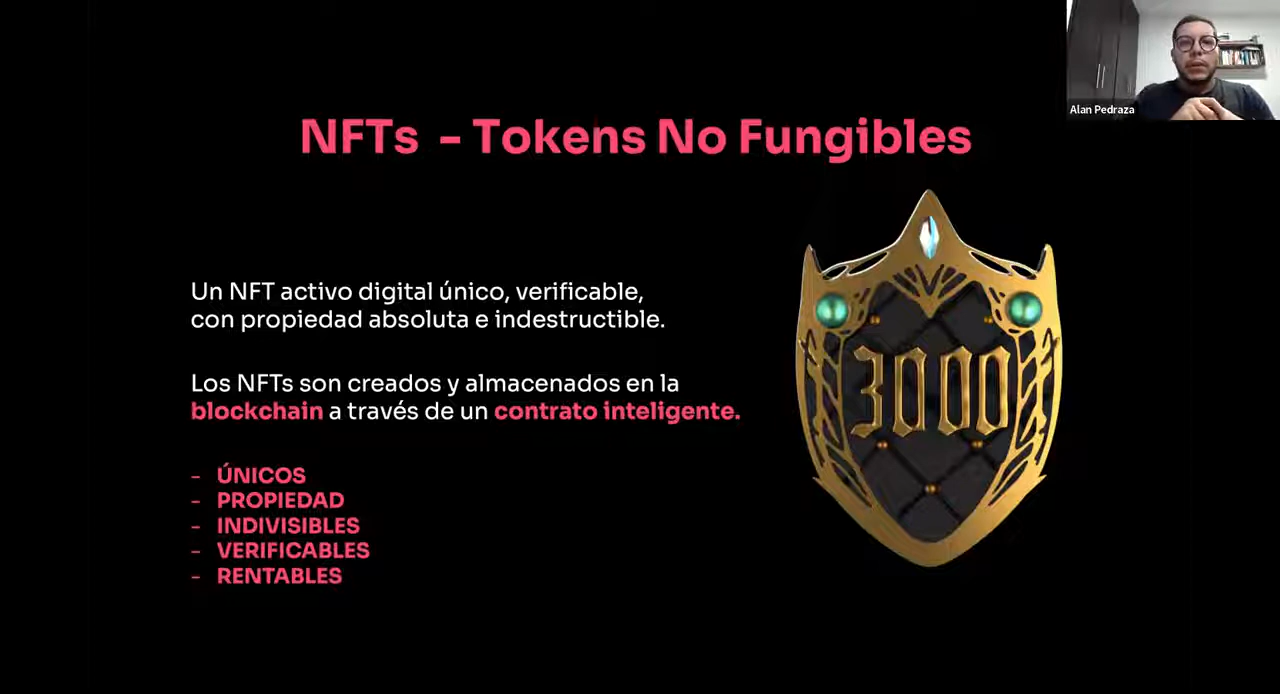 Alan Pedraza
NFTs - Tokens No Fungibles
Un NFT activo digital único, verificable,
con propiedad absoluta e indestructible.
Los NFTs son creados y almacenados en la
blockchain a través de un contrato inteligente.
- ÚNICOS
- PROPIEDAD
- INDIVISIBLES
- VERIFICABLES
- RENTABLES
3000